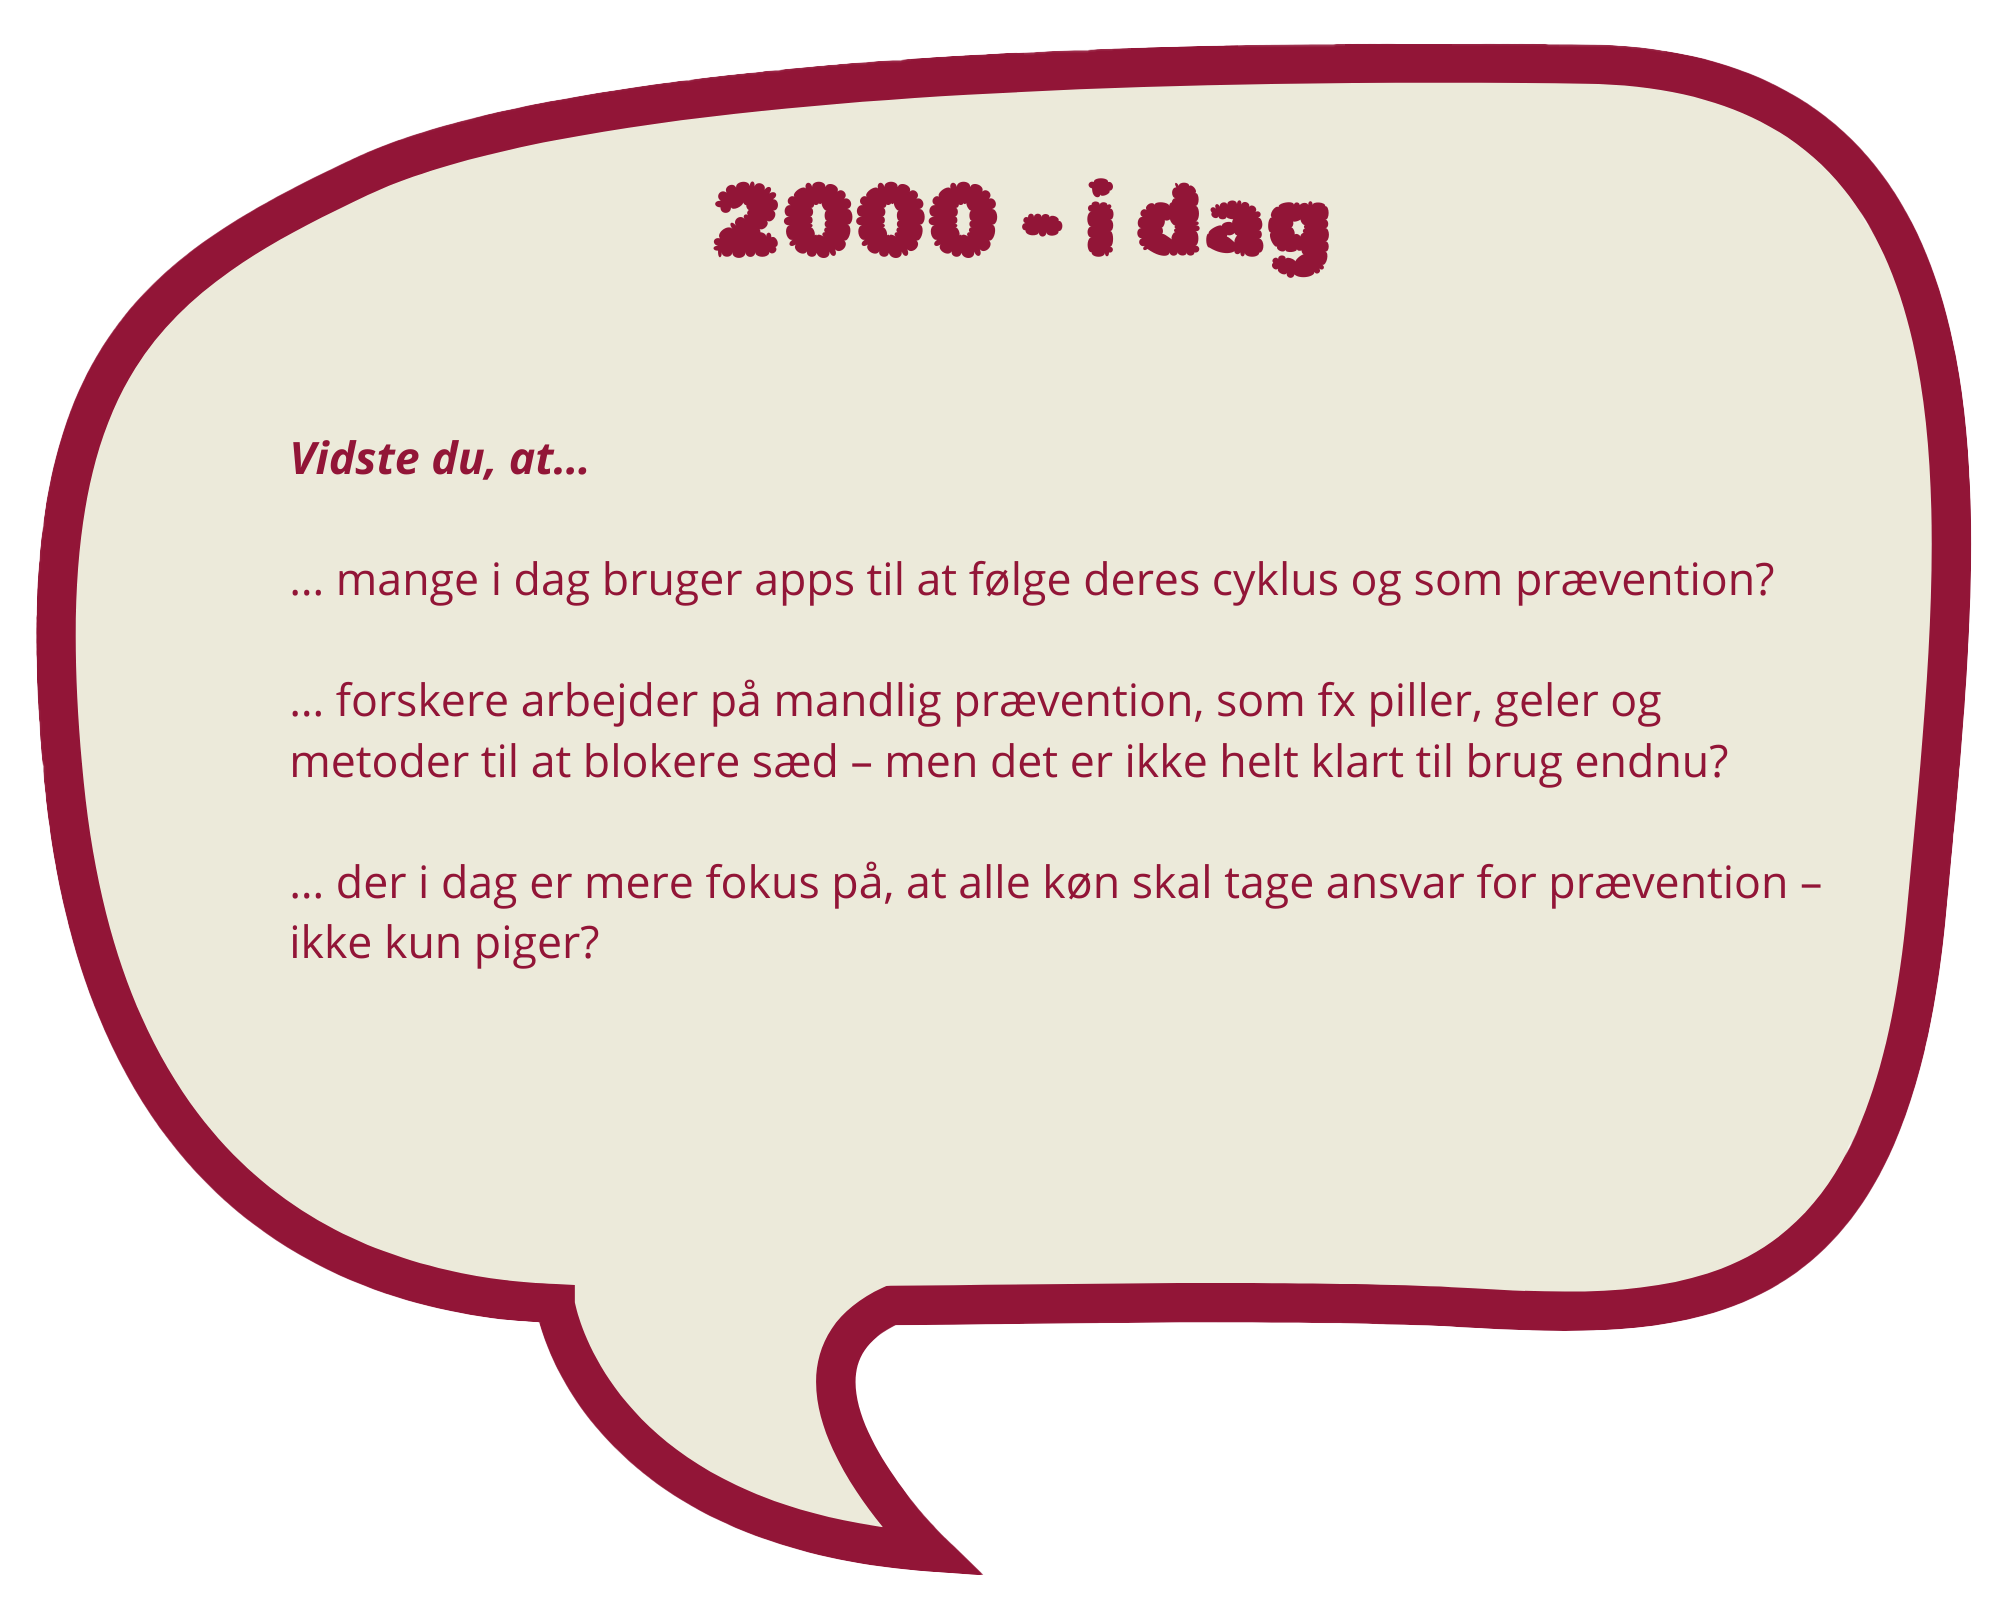 2000 - i dag
Vidste du, at...
... mange i dag bruger apps til at følge deres cyklus og som prævention?
... forskere arbejder på mandlig prævention, som fx piller, geler og
metoder til at blokere sæd – men det er ikke helt klart til brug endnu?
... der i dag er mere fokus på, at alle køn skal tage ansvar for prævention –
ikke kun piger?